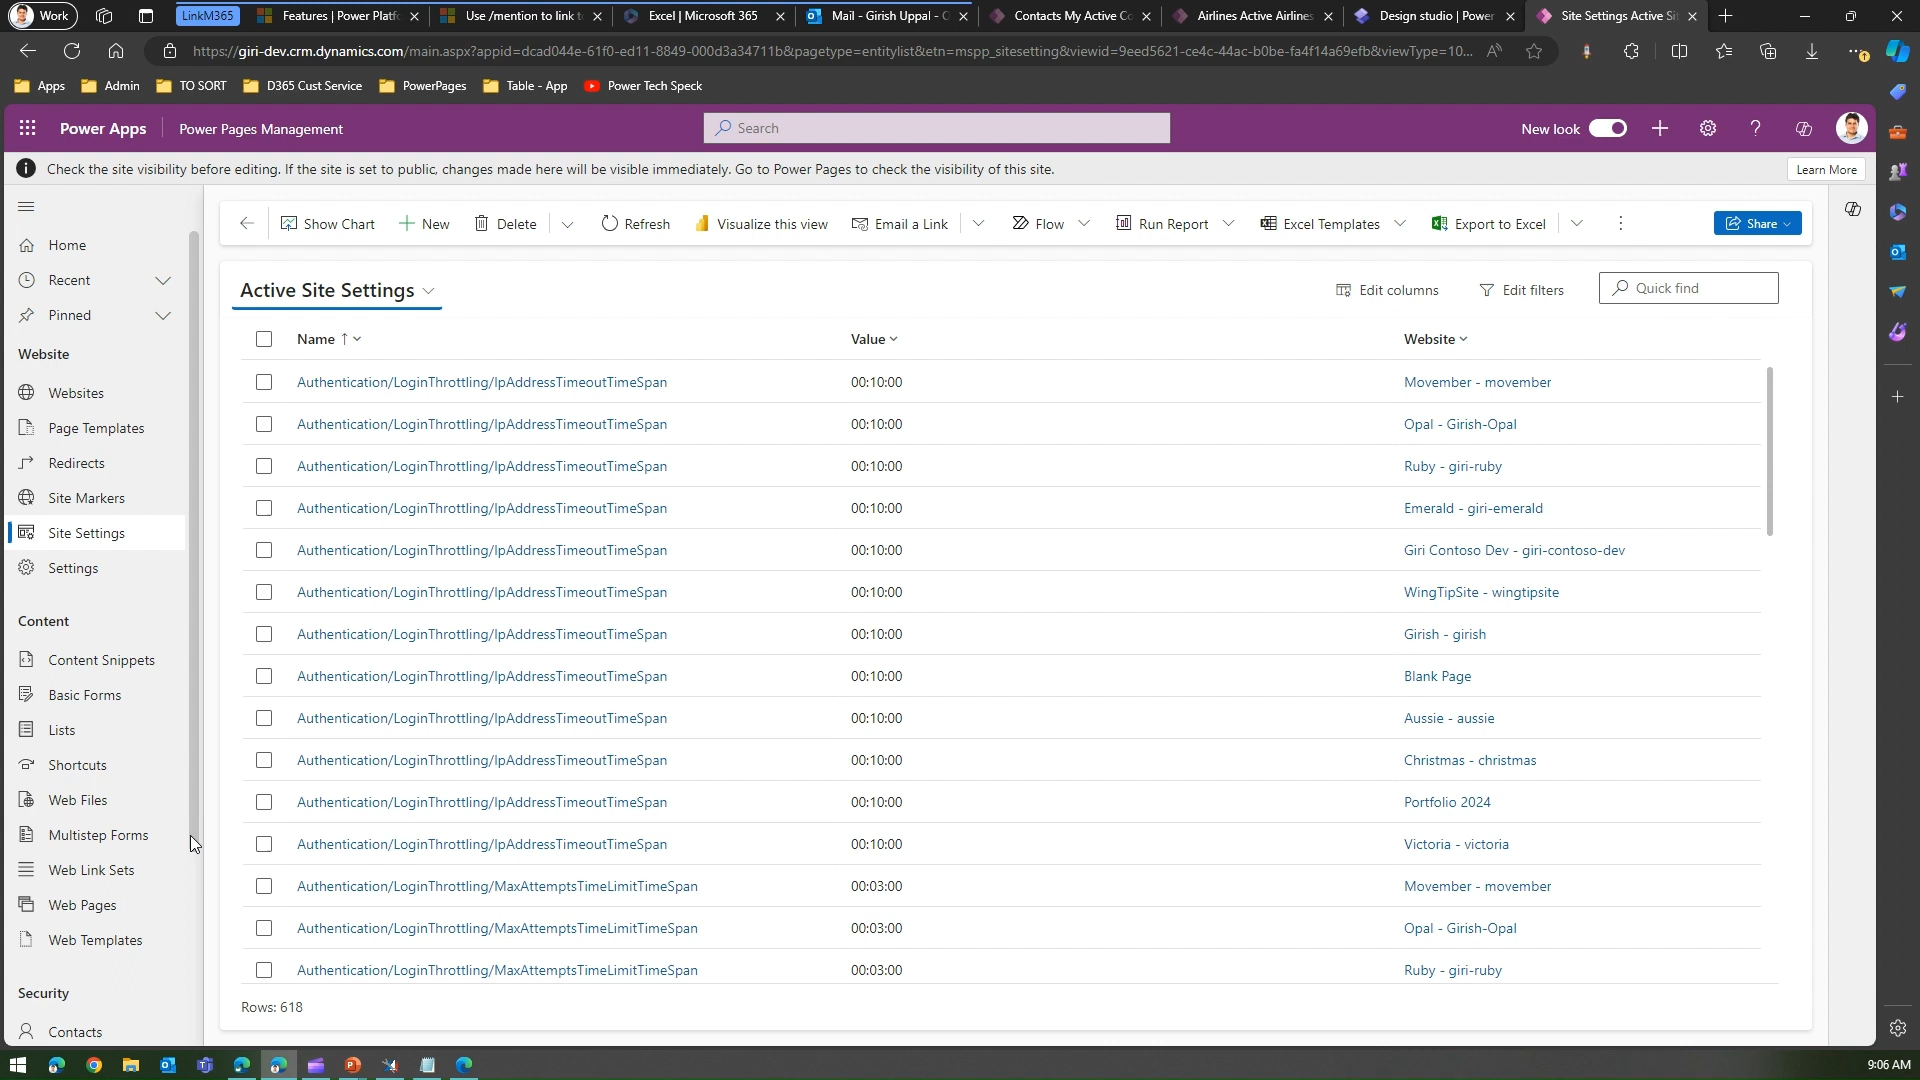 Work
LinkM365
Features | Power Platfo
Use /mention to link t
Excel | Microsoft 365
Mail - Girish Uppal - O
Contacts My Active Co
Airlines Active Airlines
Design studio | Power
Site Settings Active Si
https://giri-dev.crm.dynamics.com/main.aspx?appid=dcad044e-61f0-ed11-8849-000d3a34711b&pagetype=entitylist&etn=mspp_sitesetting&viewid=9eed5621-ce4c-44ac-b0be-fa4f14a69efb&viewType=10...
Apps
Admin
TO SORT
D365 Cust Service
PowerPages
Table - App
Power Tech Speck
Power Apps
Power Pages Management
Search
New look
Check the site visibility before editing. If the site is set to public, changes made here will be visible immediately. Go to Power Pages to check the visibility of this site.
Learn More
Home
Recent
Pinned
Website
Websites
Page Templates
Redirects
Site Markers
Site Settings
Settings
Content
Content Snippets
Basic Forms
Lists
Shortcuts
Web Files
Multistep Forms
Web Link Sets
Web Pages
Web Templates
Security
Contacts
Show Chart
New
Delete
Refresh
Visualize this view
Email a Link
Flow
Run Report
Excel Templates
Export to Excel
Share
Active Site Settings
Edit columns
Edit filters
Quick find
Name ↑ Value Website
Authentication/LoginThrottling/IpAddressTimeoutTimeSpan 00:10:00 Movember - movember
Authentication/LoginThrottling/IpAddressTimeoutTimeSpan 00:10:00 Opal - Girish-Opal
Authentication/LoginThrottling/IpAddressTimeoutTimeSpan 00:10:00 Ruby - giri-ruby
Authentication/LoginThrottling/IpAddressTimeoutTimeSpan 00:10:00 Emerald - giri-emerald
Authentication/LoginThrottling/IpAddressTimeoutTimeSpan 00:10:00 Giri Contoso Dev - giri-contoso-dev
Authentication/LoginThrottling/IpAddressTimeoutTimeSpan 00:10:00 WingTipSite - wingtipsite
Authentication/LoginThrottling/IpAddressTimeoutTimeSpan 00:10:00 Girish - girish
Authentication/LoginThrottling/IpAddressTimeoutTimeSpan 00:10:00 Blank Page
Authentication/LoginThrottling/IpAddressTimeoutTimeSpan 00:10:00 Aussie - aussie
Authentication/LoginThrottling/IpAddressTimeoutTimeSpan 00:10:00 Christmas - christmas
Authentication/LoginThrottling/IpAddressTimeoutTimeSpan 00:10:00 Portfolio 2024
Authentication/LoginThrottling/IpAddressTimeoutTimeSpan 00:10:00 Victoria - victoria
Authentication/LoginThrottling/MaxAttemptsTimeLimitTimeSpan 00:03:00 Movember - movember
Authentication/LoginThrottling/MaxAttemptsTimeLimitTimeSpan 00:03:00 Opal - Girish-Opal
Authentication/LoginThrottling/MaxAttemptsTimeLimitTimeSpan 00:03:00 Ruby - giri-ruby
Rows: 618
9:06 AM